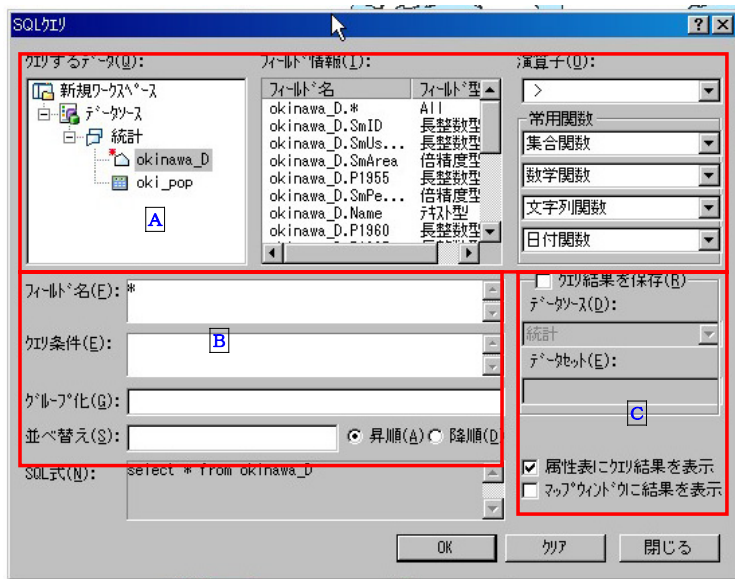 SQLｸｴﾘ
ｸｴﾘするﾃﾞｰﾀ(Q):
ﾌｨｰﾙﾄﾞ情報(I):
演算子(O):
新規ﾜｰｸｽﾍﾟｰｽ
ﾃﾞｰﾀｿｰｽ
統計
okinawa_D
oki_pop
A
ﾌｨｰﾙﾄﾞ名 ﾌｨｰﾙﾄﾞ型
okinawa_D.* All
okinawa_D.SmID 長整数型
okinawa_D.SmUs... 長整数型
okinawa_D.SmArea 倍精度型
okinawa_D.P1955 長整数型
okinawa_D.SmPe... 倍精度型
okinawa_D.Name ﾃｷｽﾄ型
okinawa_D.P1960 長整数型
>
常用関数
集合関数
数学関数
文字列関数
日付関数
ﾌｨｰﾙﾄﾞ名(F): *
ｸｴﾘ条件(E):
B
ｸﾞﾙｰﾌﾟ化(G):
並べ替え(S): 昇順(A) 降順(D
SQL式(N): select * from okinawa_D
ｸｴﾘ結果を保存(R)
ﾃﾞｰﾀｿｰｽ(D):
統計
ﾃﾞｰﾀｾｯﾄ(E):
C
属性表にｸｴﾘ結果を表示
ﾏｯﾌﾟｳｨﾝﾄﾞｳに結果を表示
OK ｸﾘｱ 閉じる